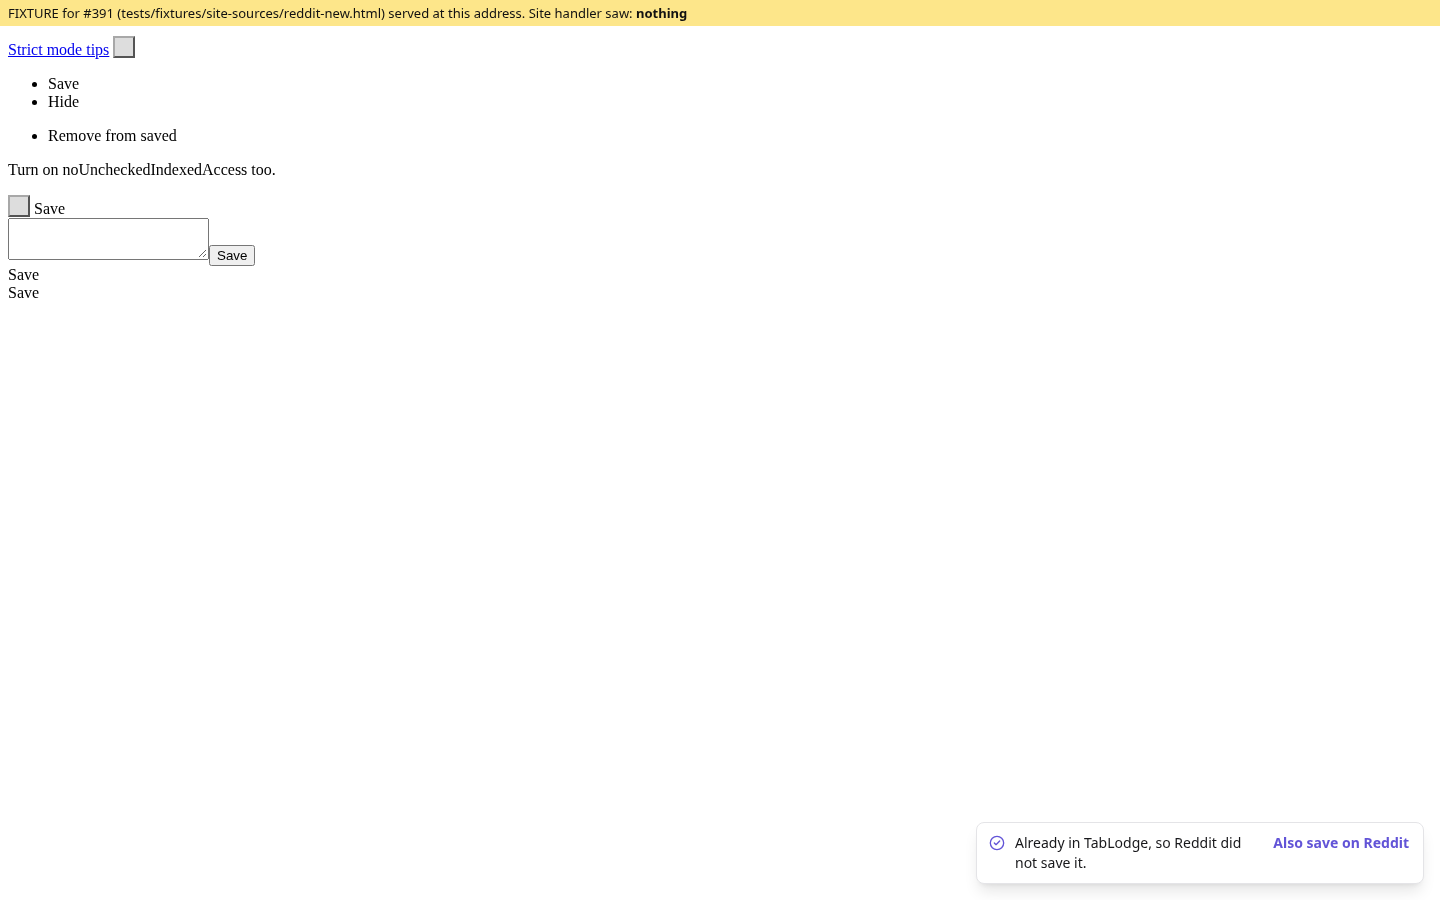 FIXTURE for #391 (tests/fixtures/site-sources/reddit-new.html) served at this address. Site handler saw: nothing
Strict mode tips
Save
Hide
Remove from saved
Turn on noUncheckedIndexedAccess too.
Save
Save
Save
Save
Already in TabLodge, so Reddit did
not save it.
Also save on Reddit